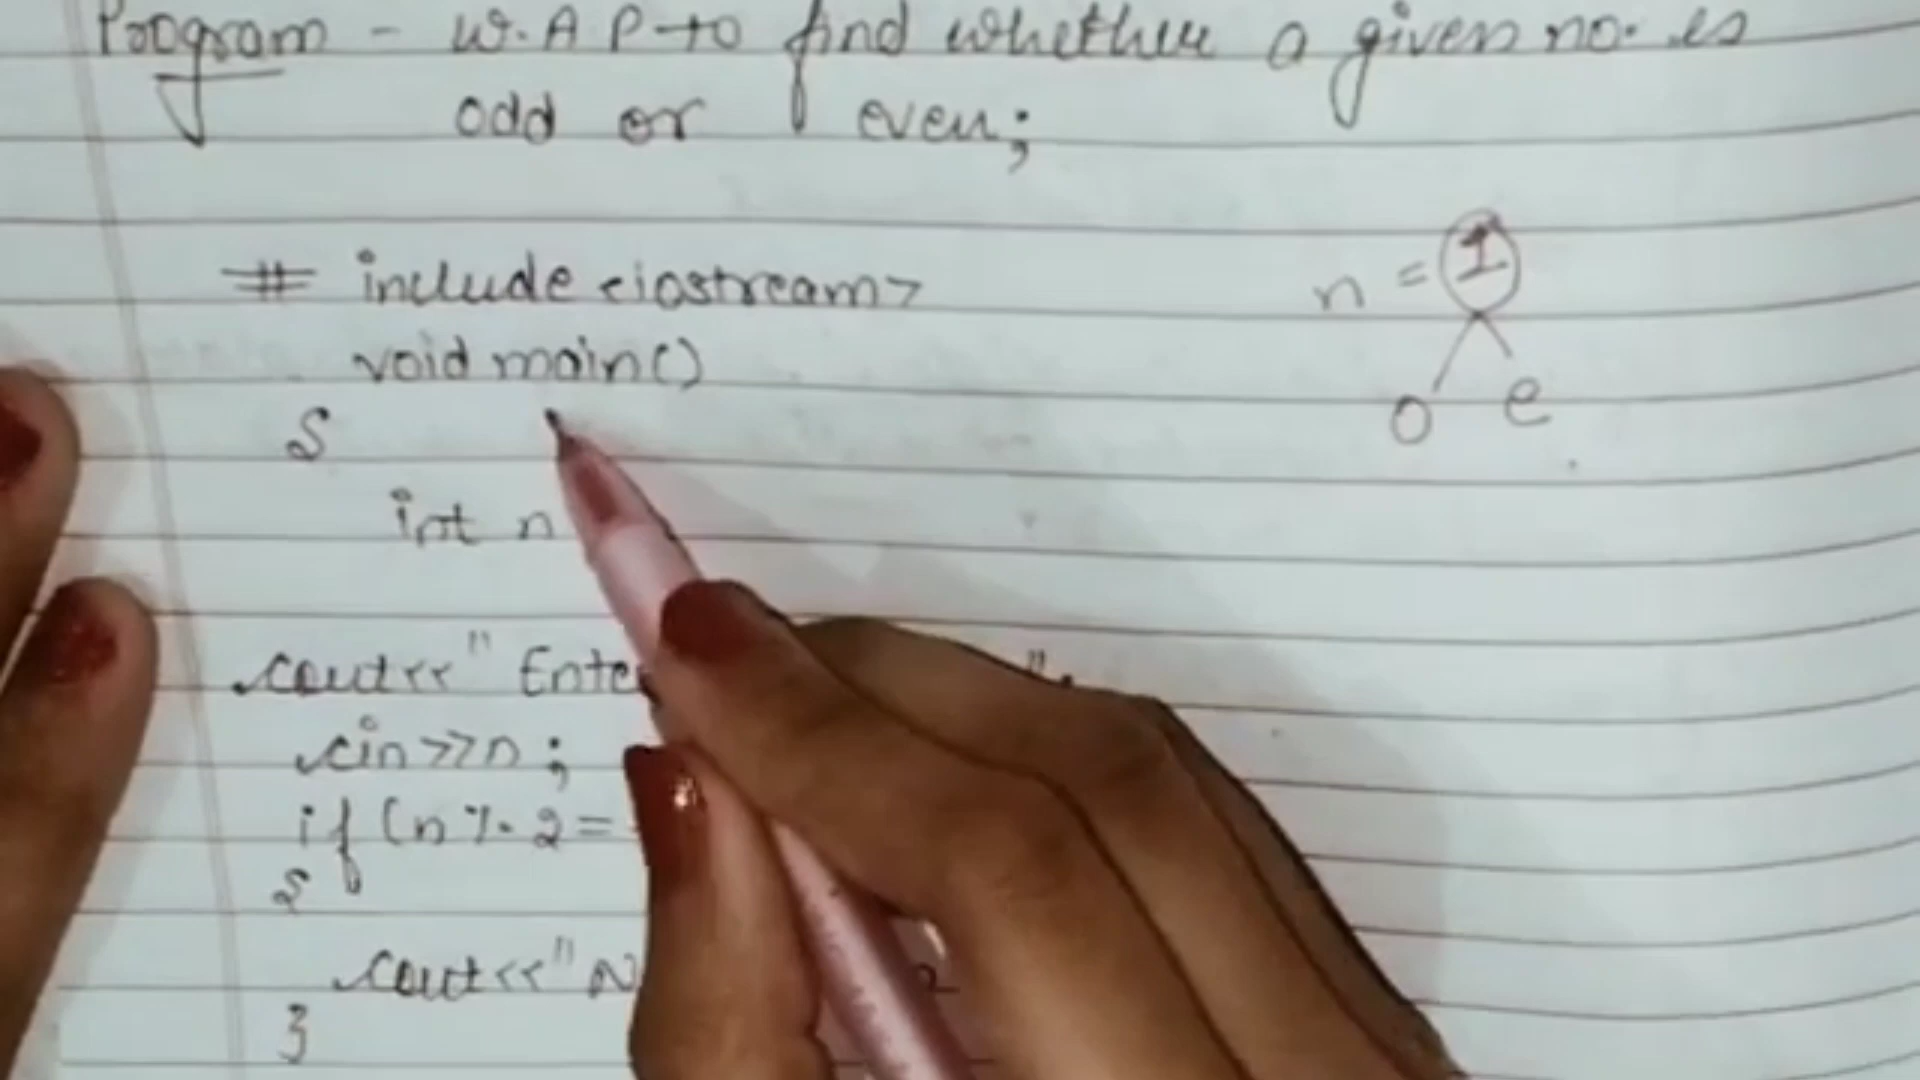 Program - W.A P to find whether a given no. is
odd or even;
# include <iostream>
n = 1
void main()
O e
{
int n
cout<< "Ente ";
cin>>n;
if (n % 2 =
{
cout<<"N
}